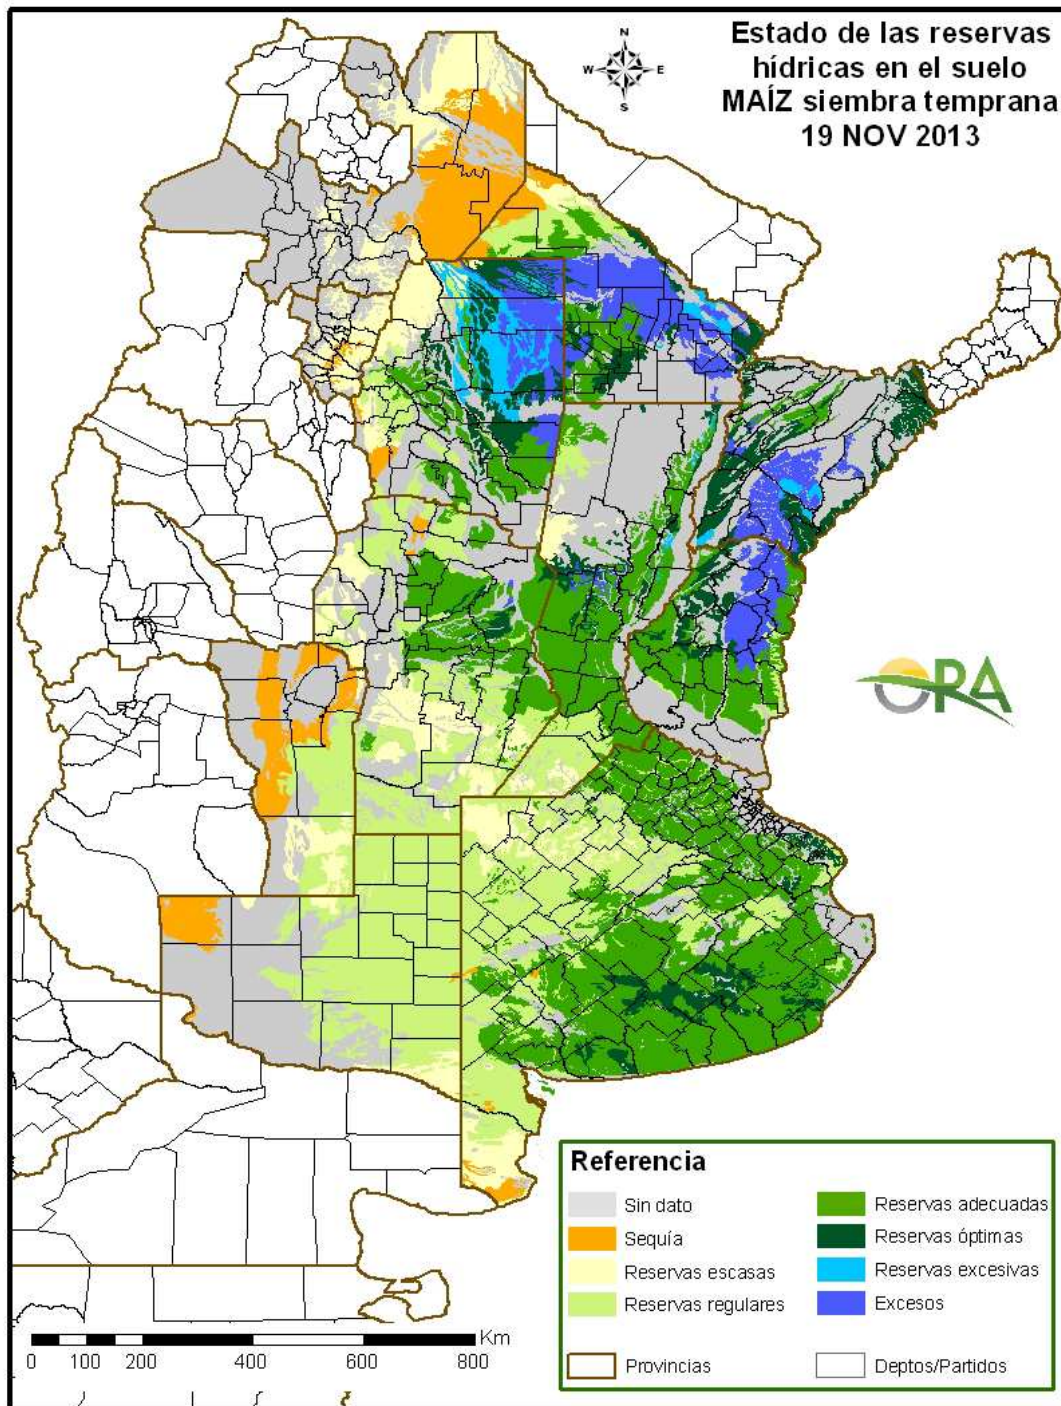 Estado de las reservas
hídricas en el suelo
MAÍZ siembra temprana
19 NOV 2013
N
W E
S
ORA
Referencia
Sin dato
Sequía
Reservas escasas
Reservas regulares
Reservas adecuadas
Reservas óptimas
Reservas excesivas
Excesos
Provincias
Deptos/Partidos
Km
0 100 200 400 600 800